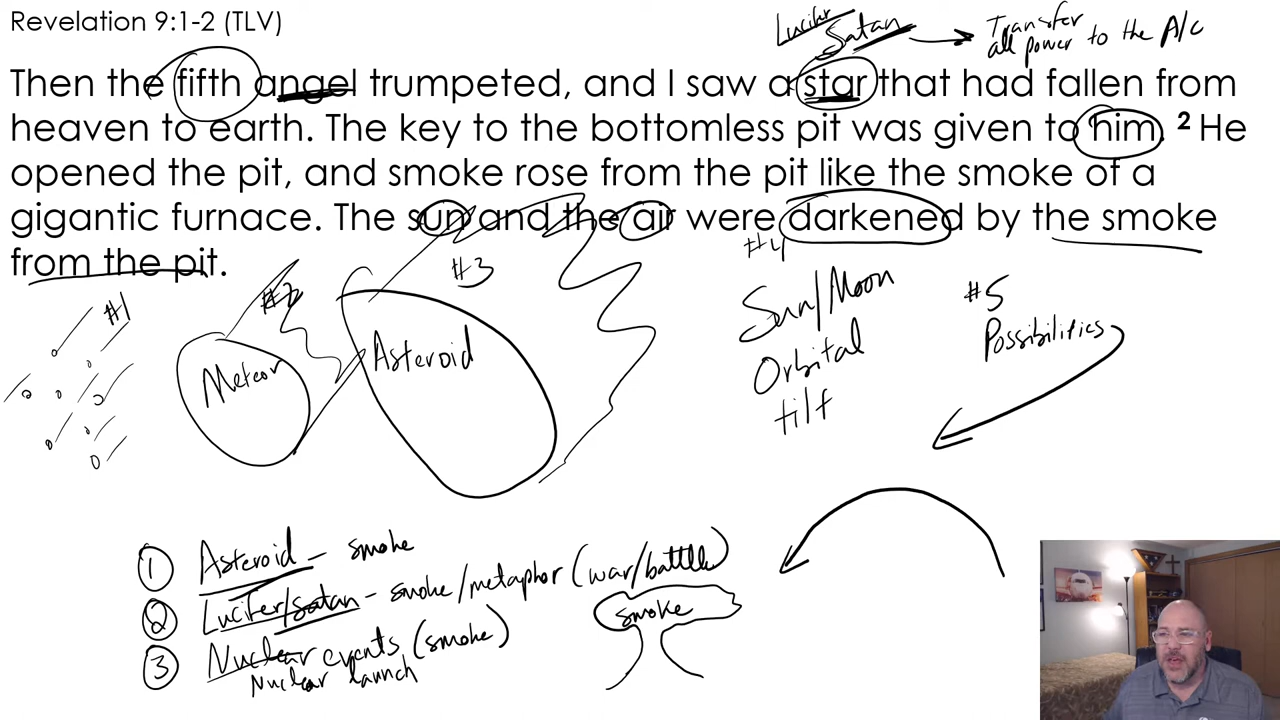 Revelation 9:1-2 (TLV)
Lucifer
Satan
Transfer
all power to the A/c
Then the fifth angel trumpeted, and I saw a star that had fallen from
heaven to earth. The key to the bottomless pit was given to him. 2 He
opened the pit, and smoke rose from the pit like the smoke of a
gigantic furnace. The sun and the air were darkened by the smoke
from the pit.
#1
#2
Meteor
#3
Asteroid
#4
Sun/Moon
Orbital
tilt
#5
Possibilities
1 Asteroid - smoke
2 Lucifer/Satan - smoke/metaphor (war/battle)
3 Nuclear events (smoke)
Nuclear launch
smoke